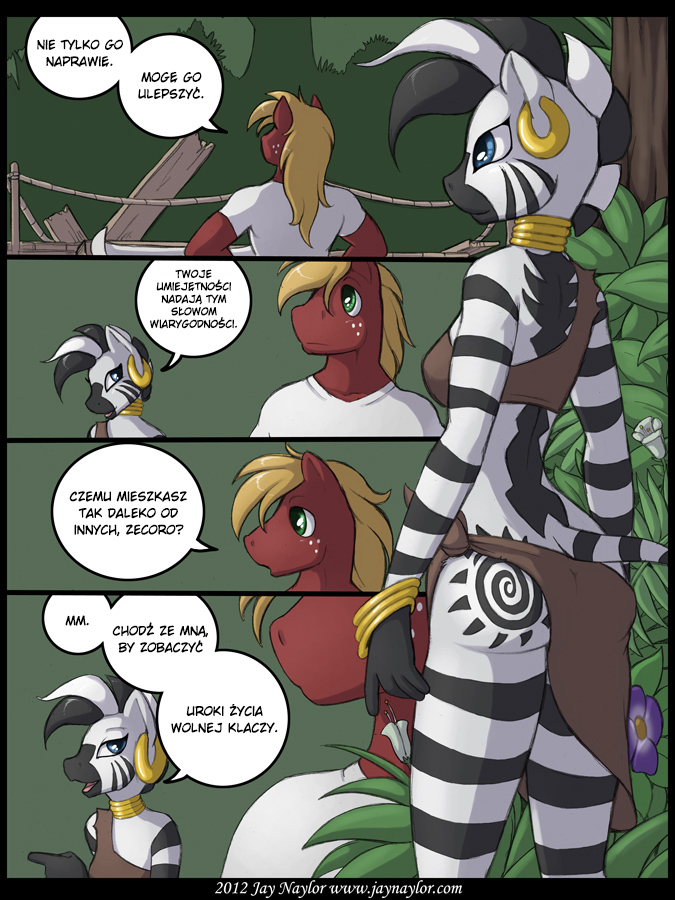 NIE TYLKO GO
NAPRAWIĘ.
MOGĘ GO
ULEPSZYĆ.
TWOJE
UMIEJĘTNOŚCI
NADAJĄ TYM
SŁOWOM
WIARYGODNOŚCI.
CZEMU MIESZKASZ
TAK DALEKO OD
INNYCH, ZECORO?
MM.
CHODŹ ZE MNĄ,
BY ZOBACZYĆ
UROKI ŻYCIA
WOLNEJ KLACZY.
2012 Jay Naylor www.jaynaylor.com